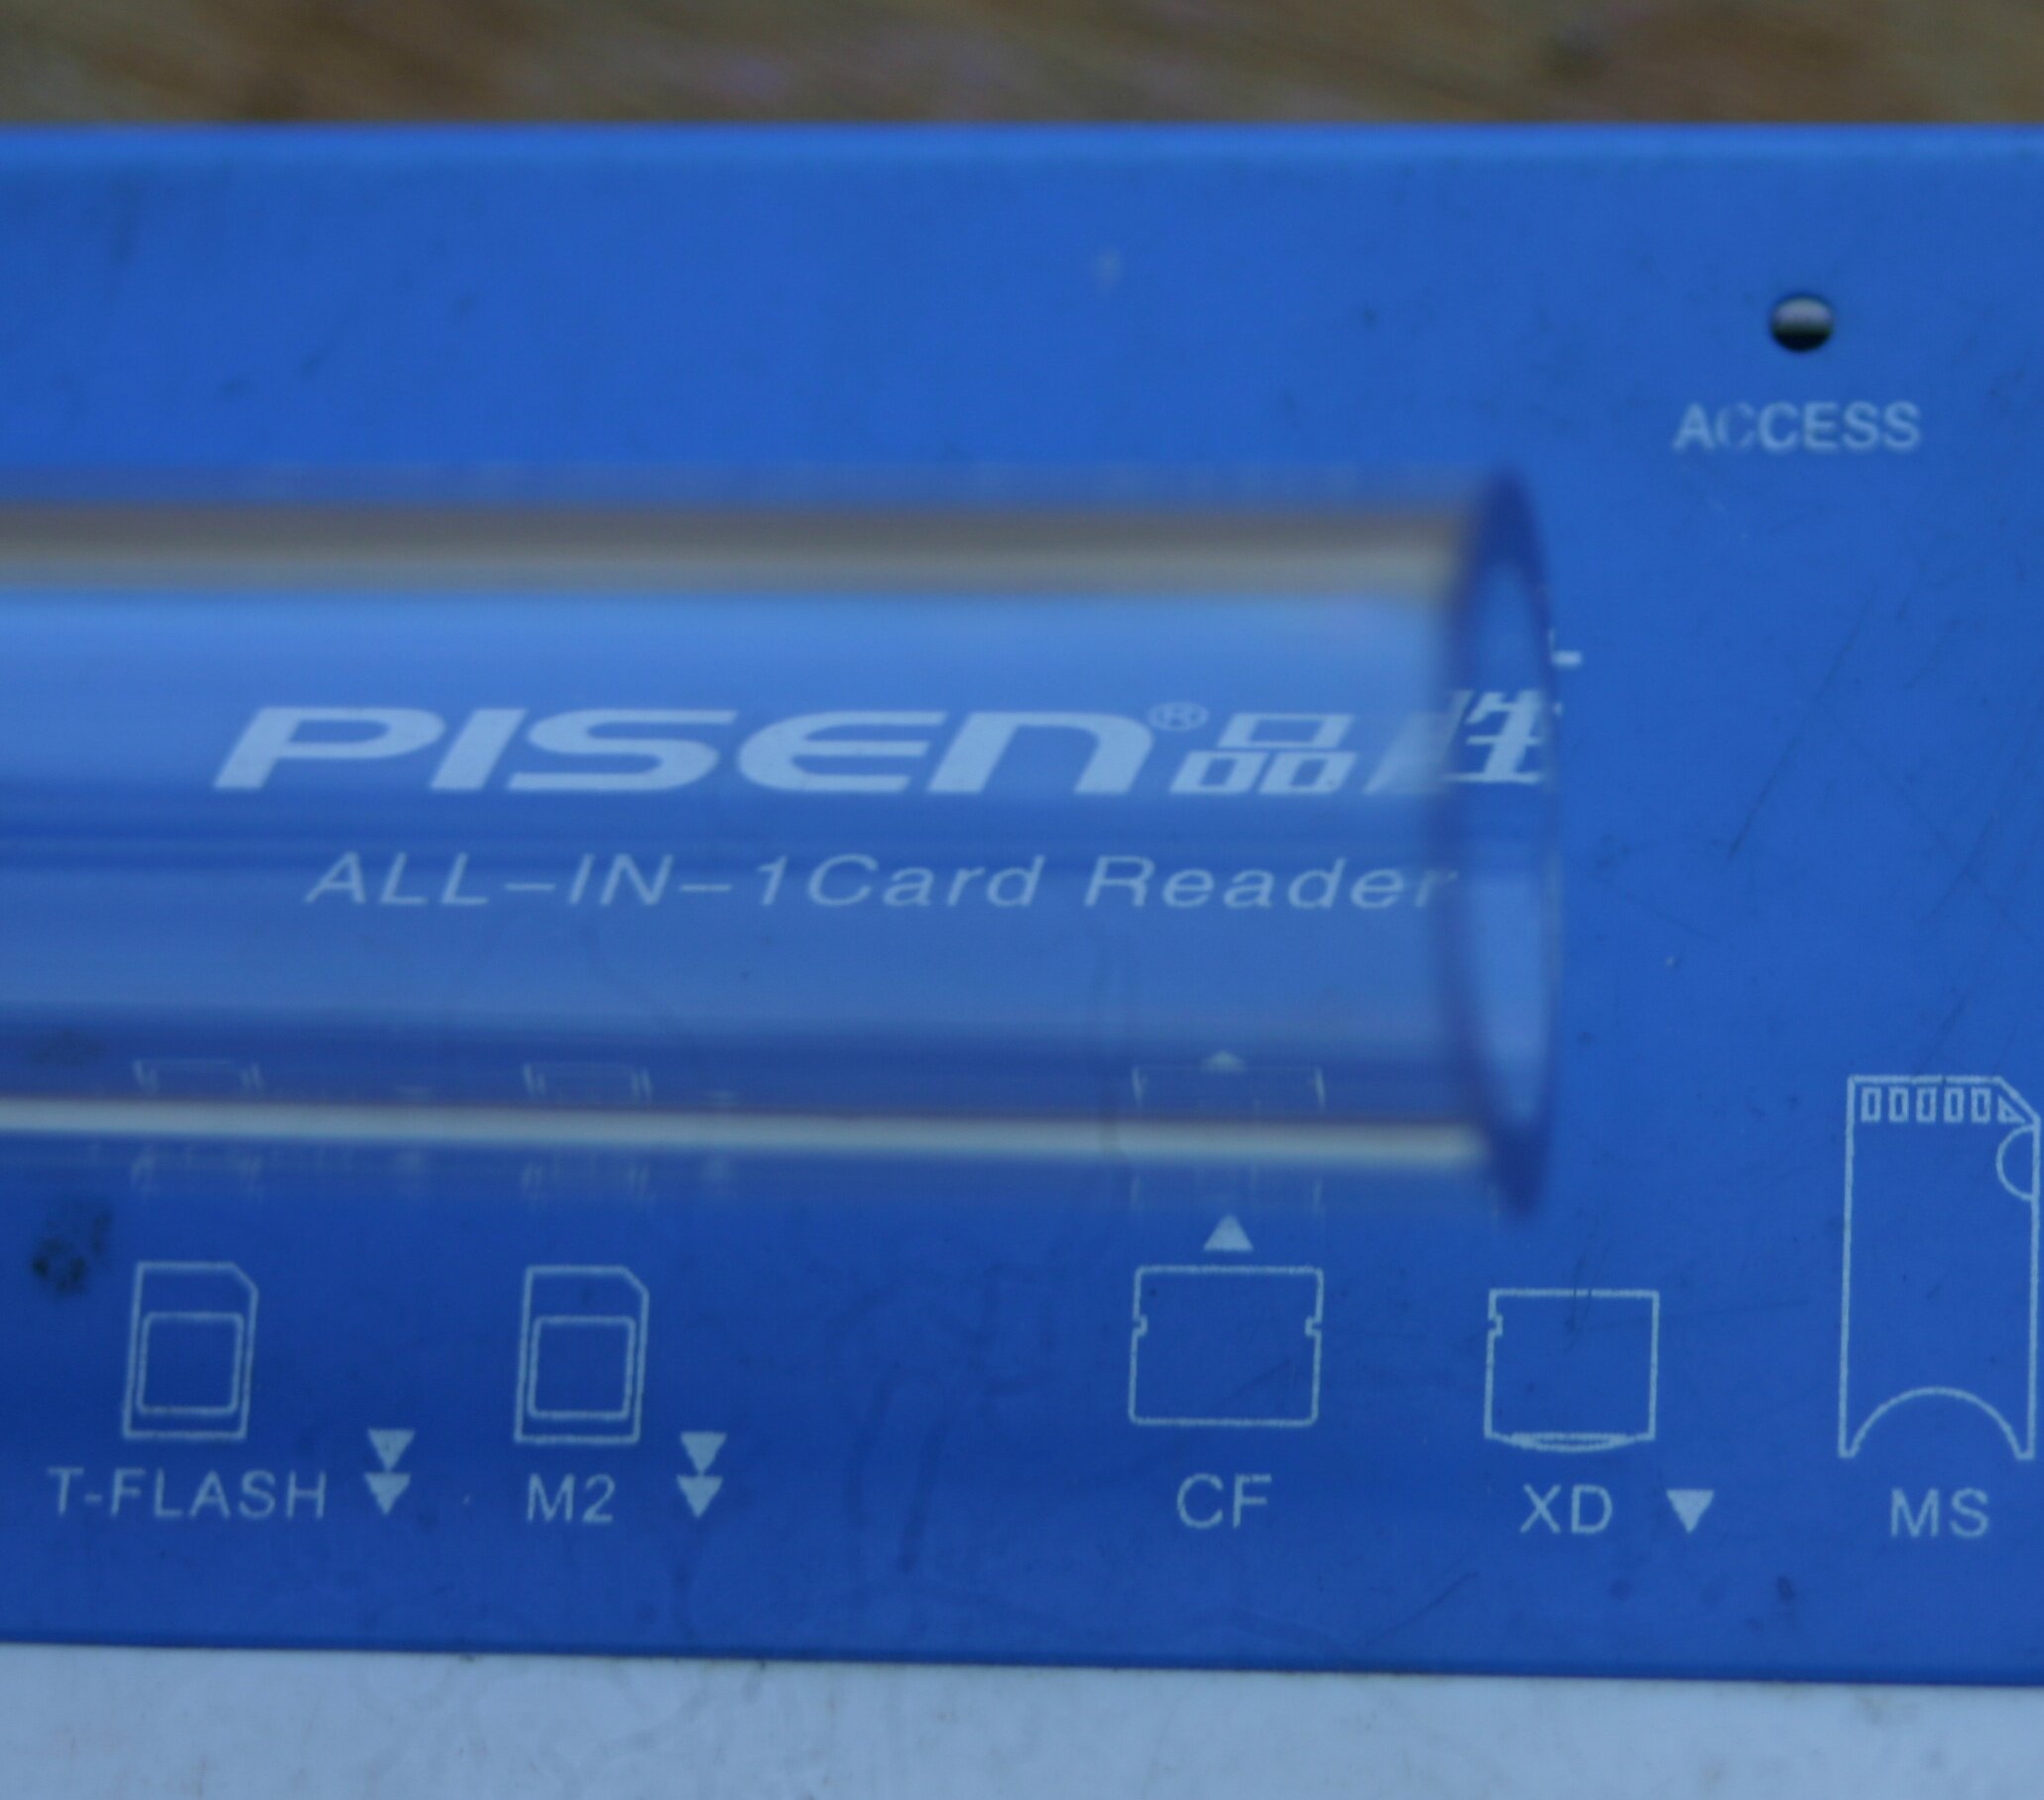 ACCESS
PISEN®品胜
ALL-IN-1Card Reader
T-FLASH M2 CF XD MS